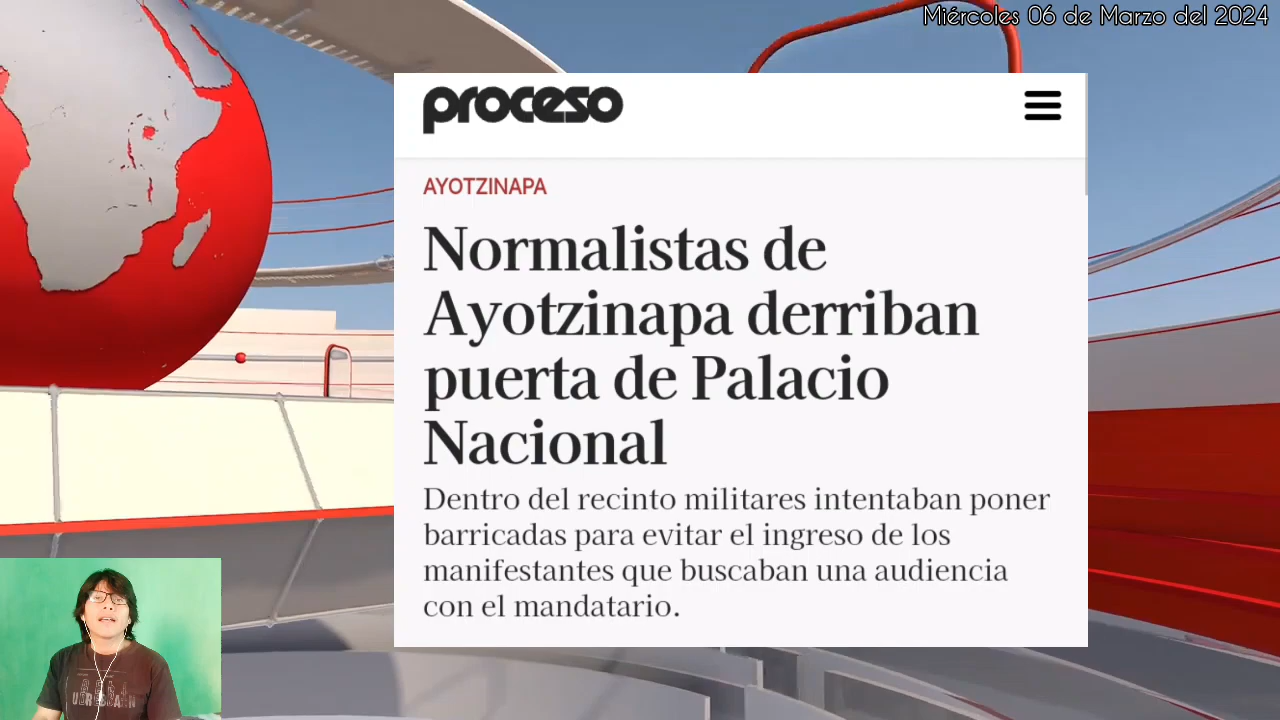 Miércoles 06 de Marzo del 2024
proceso
AYOTZINAPA
Normalistas de
Ayotzinapa derriban
puerta de Palacio
Nacional
Dentro del recinto militares intentaban poner
barricadas para evitar el ingreso de los
manifestantes que buscaban una audiencia
con el mandatario.